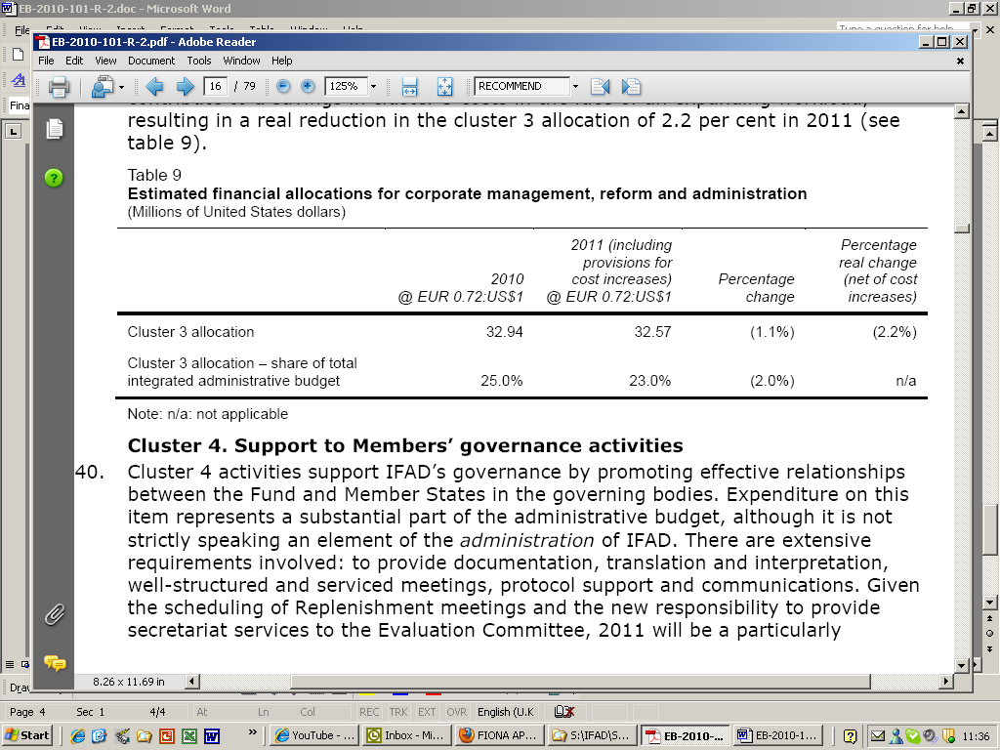 EB-2010-101-R-2.doc - Microsoft Word
EB-2010-101-R-2.pdf - Adobe Reader
File Edit View Document Tools Window Help
16 / 79 125% RECOMMEND
Fina
resulting in a real reduction in the cluster 3 allocation of 2.2 per cent in 2011 (see
table 9).
Table 9
Estimated financial allocations for corporate management, reform and administration
(Millions of United States dollars)
2010
@ EUR 0.72:US$1
2011 (including
provisions for
cost increases)
@ EUR 0.72:US$1
Percentage
change
Percentage
real change
(net of cost
increases)
Cluster 3 allocation 32.94 32.57 (1.1%) (2.2%)
Cluster 3 allocation – share of total
integrated administrative budget 25.0% 23.0% (2.0%) n/a
Note: n/a: not applicable
Cluster 4. Support to Members’ governance activities
40. Cluster 4 activities support IFAD’s governance by promoting effective relationships
between the Fund and Member States in the governing bodies. Expenditure on this
item represents a substantial part of the administrative budget, although it is not
strictly speaking an element of the administration of IFAD. There are extensive
requirements involved: to provide documentation, translation and interpretation,
well-structured and serviced meetings, protocol support and communications. Given
the scheduling of Replenishment meetings and the new responsibility to provide
secretariat services to the Evaluation Committee, 2011 will be a particularly
8.26 x 11.69 in
Page 4 Sec 1 4/4 At Ln Col REC TRK EXT OVR English (U.K
Start YouTube - ... Inbox - Mi... FIONA AP... S:\IFAD\S... EB-2010-... EB-2010-1... 11:36